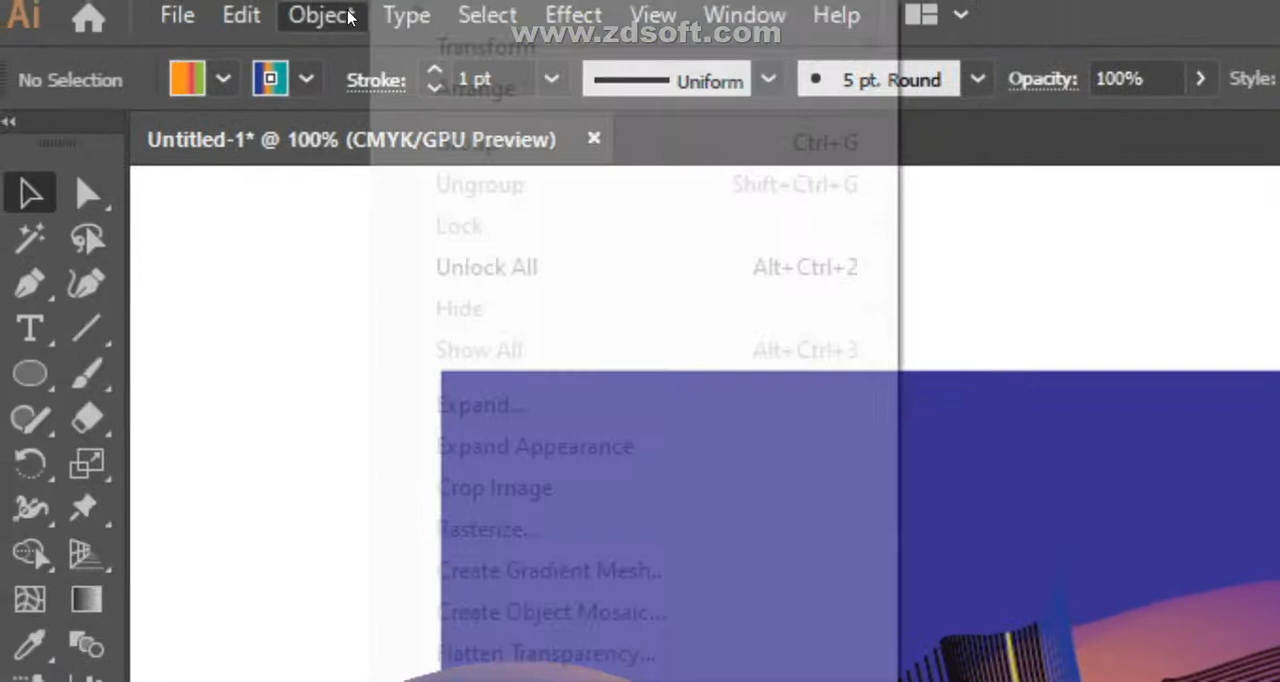 Ai File Edit Object Type Select Effect View Window Help
www.zdsoft.com
Transform
No Selection Stroke: 1 pt Uniform 5 pt. Round Opacity: 100% Style:
Arrange
Untitled-1* @ 100% (CMYK/GPU Preview) ×
Group Ctrl+G
Ungroup Shift+Ctrl+G
Lock
Unlock All Alt+Ctrl+2
Hide
Show All Alt+Ctrl+3
Expand...
Expand Appearance
Crop Image
Rasterize...
Create Gradient Mesh...
Create Object Mosaic...
Flatten Transparency...